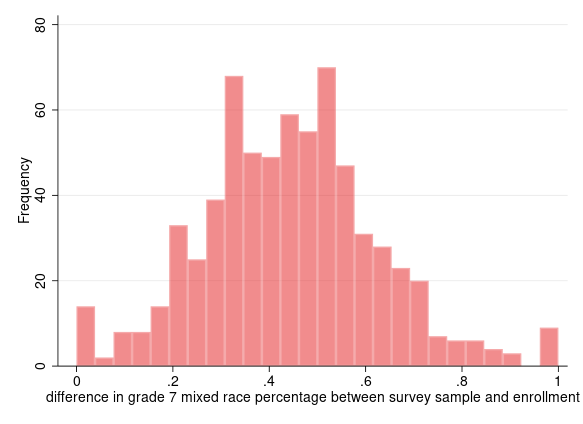 80
60
40
20
0
Frequency
0 .2 .4 .6 .8 1
difference in grade 7 mixed race percentage between survey sample and enrollment